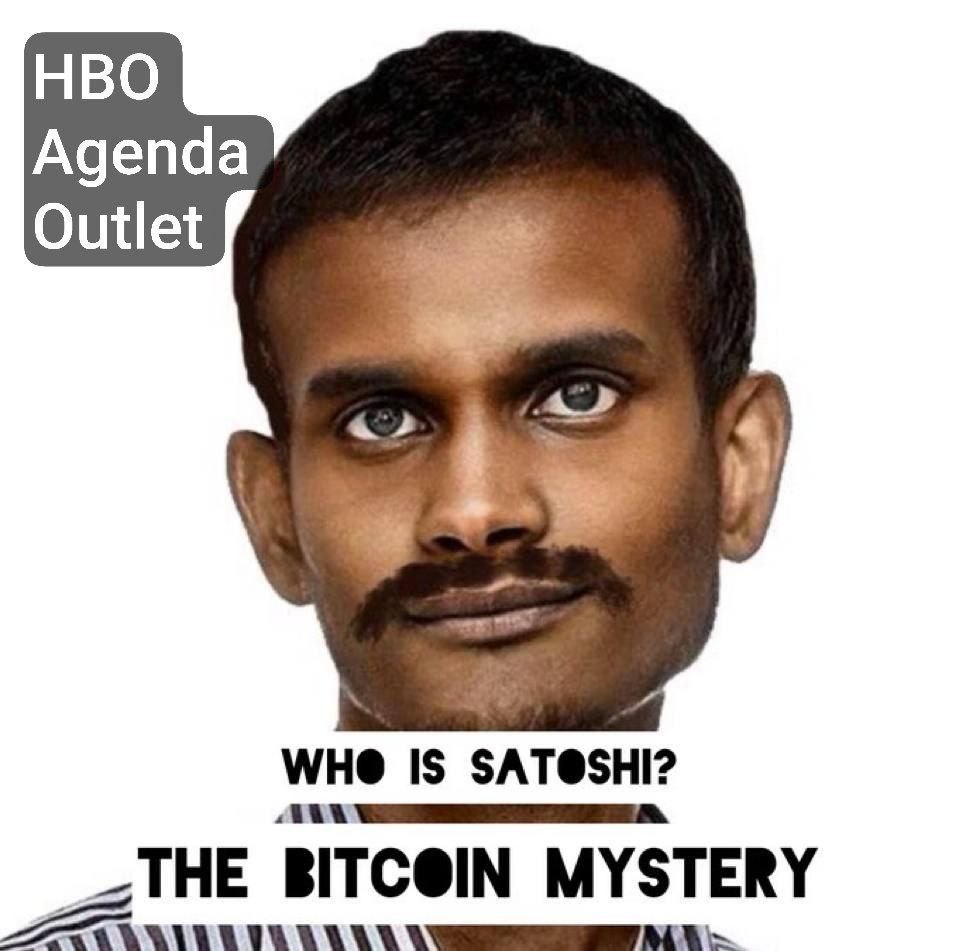 HBO
Agenda
Outlet
WHO IS SATOSHI?
THE BITCOIN MYSTERY